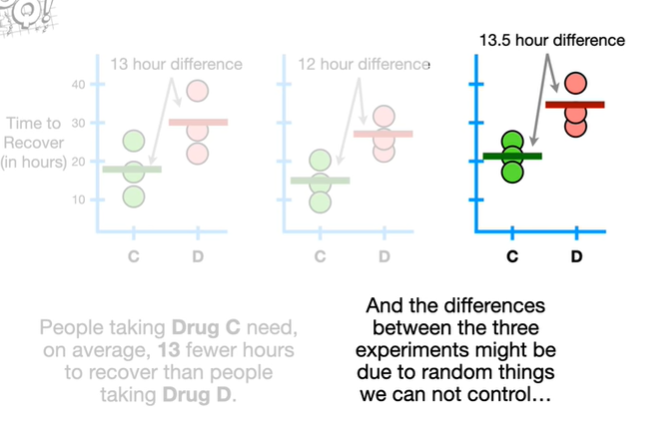 13.5 hour difference
13 hour difference
12 hour difference
40
30
20
10
Time to
Recover
(in hours)
C
D
C
D
C
D
People taking Drug C need,
on average, 13 fewer hours
to recover than people
taking Drug D.
And the differences
between the three
experiments might be
due to random things
we can not control…